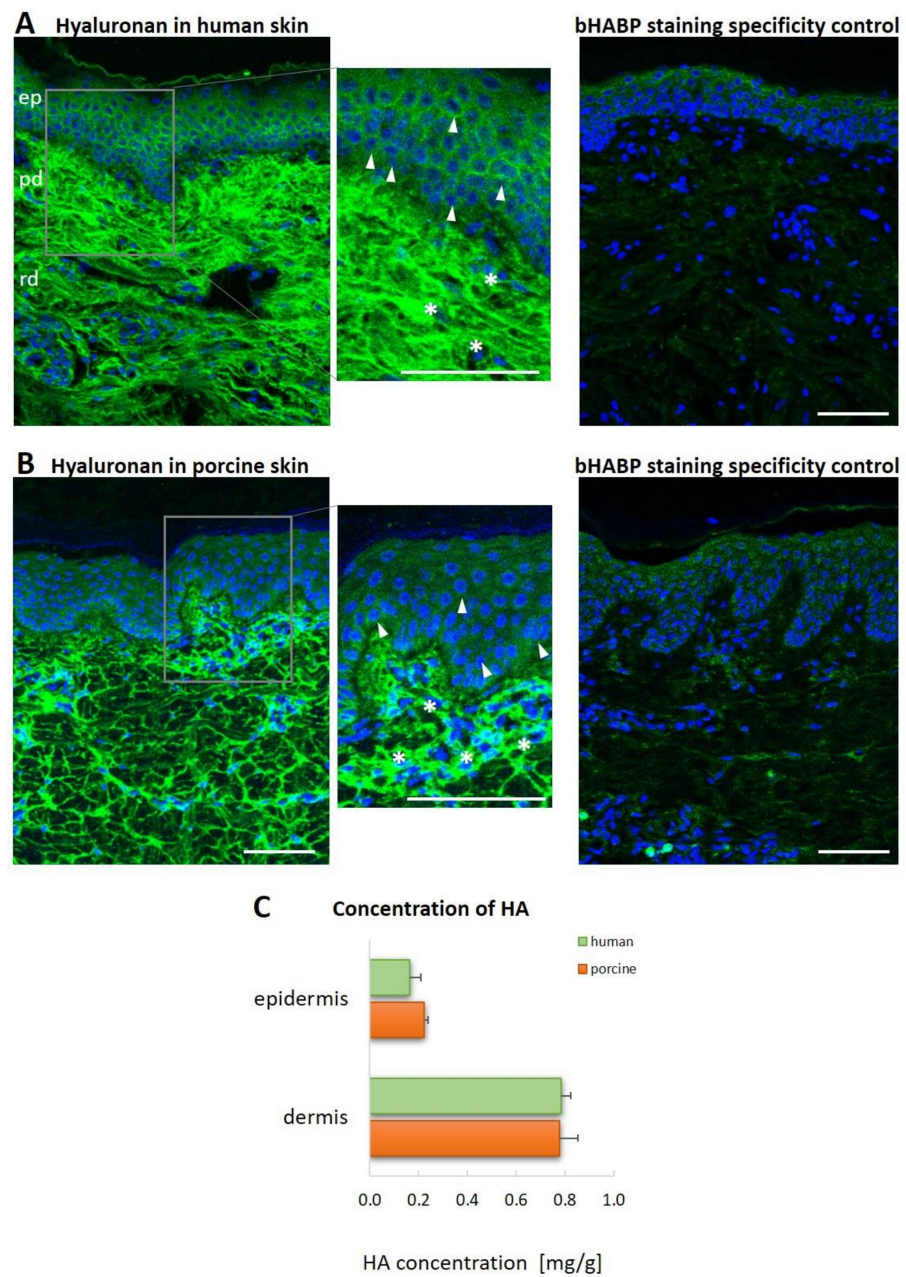 A Hyaluronan in human skin
bHABP staining specificity control
ep
pd
rd
*
*
*
B Hyaluronan in porcine skin
bHABP staining specificity control
*
*
*
*
C Concentration of HA
human
porcine
epidermis
dermis
0.0 0.2 0.4 0.6 0.8 1.0
HA concentration [mg/g]